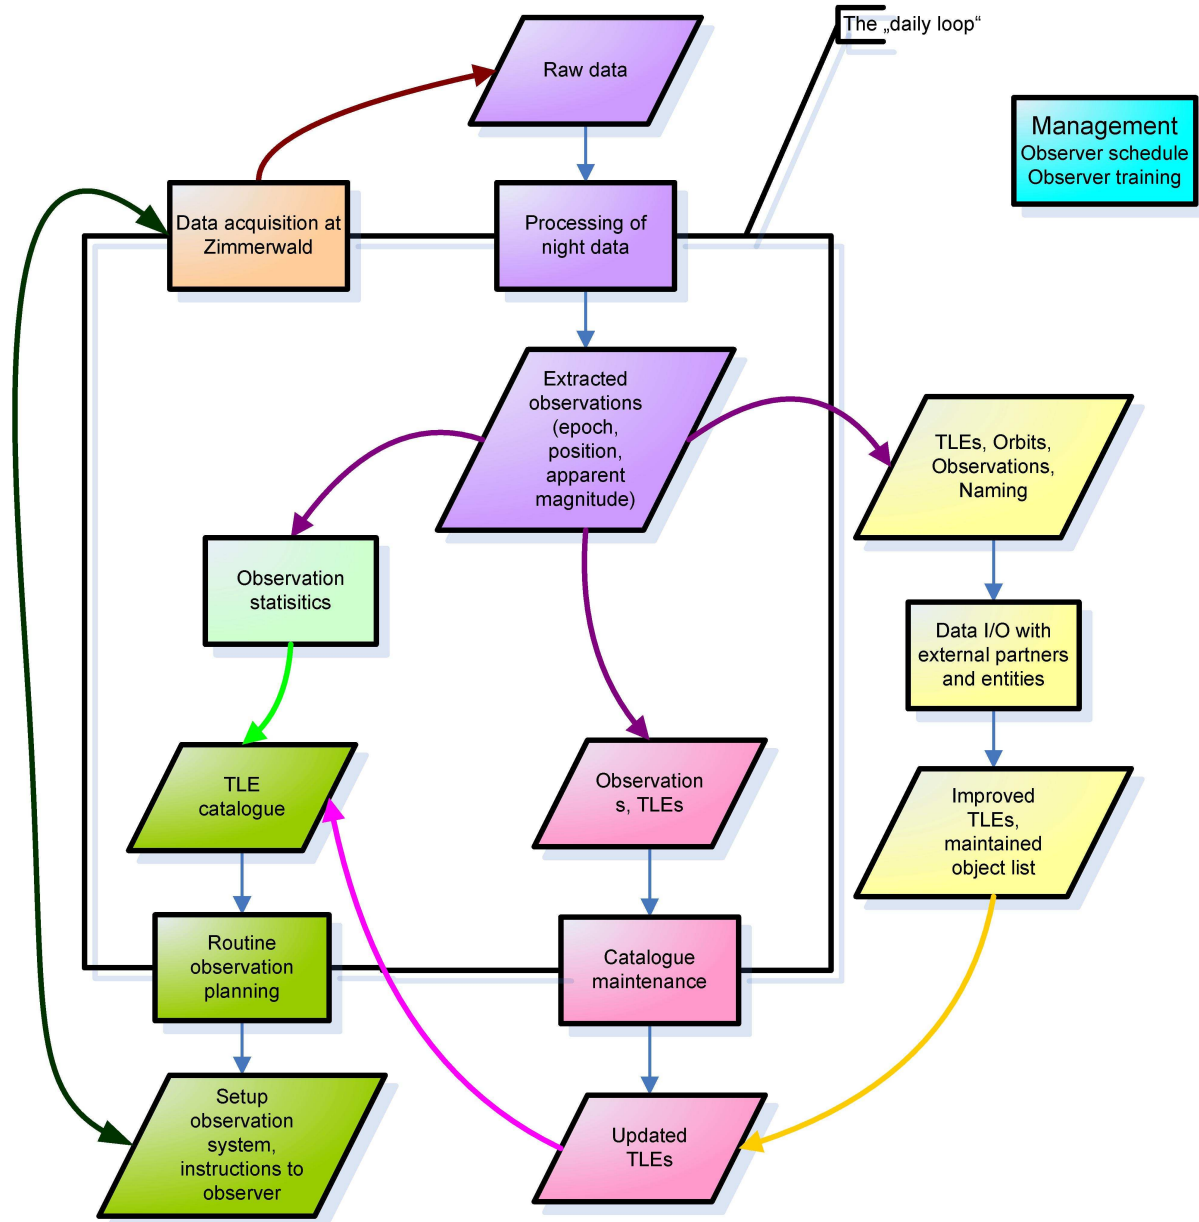 The „daily loop“
Raw data
Management
Observer schedule
Observer training
Data acquisition at
Zimmerwald
Processing of
night data
Extracted
observations
(epoch,
position,
apparent
magnitude)
TLEs, Orbits,
Observations,
Naming
Observation
statisitics
Data I/O with
external partners
and entities
TLE
catalogue
Observation
s, TLEs
Improved
TLEs,
maintained
object list
Routine
observation
planning
Catalogue
maintenance
Setup
observation
system,
instructions to
observer
Updated
TLEs